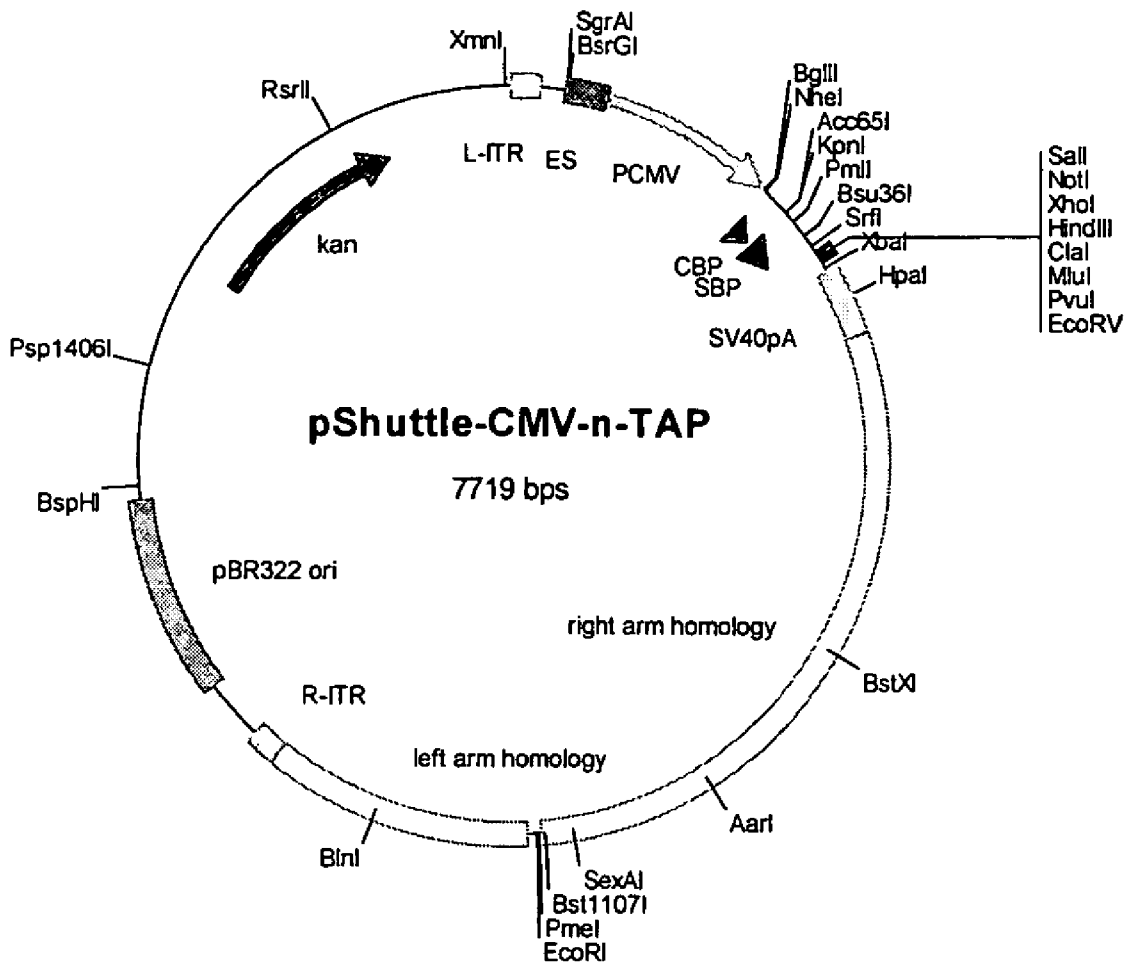 SgrAI
XmnI
BsrGI
BglII
NheI
RsrII
Acc65I
KpnI
PmlI
Bsu36I
SrfI
XbaI
HpaI
SalI
NotI
XhoI
HindIII
ClaI
MluI
PvuI
EcoRV
L-ITR
ES
PCMV
kan
CBP
SBP
SV40pA
Psp1406I
pShuttle-CMV-n-TAP
7719 bps
BspHI
pBR322 ori
right arm homology
BstXI
R-ITR
left arm homology
AarI
BlnI
SexAI
Bst1107I
PmeI
EcoRI